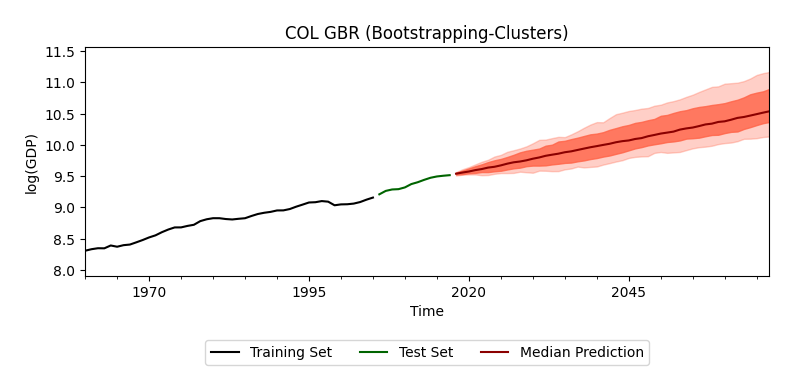 COL GBR (Bootstrapping-Clusters)
11.5
11.0
10.5
10.0
9.5
9.0
8.5
8.0
log(GDP)
1970 1995 2020 2045
Time
Training Set Test Set Median Prediction